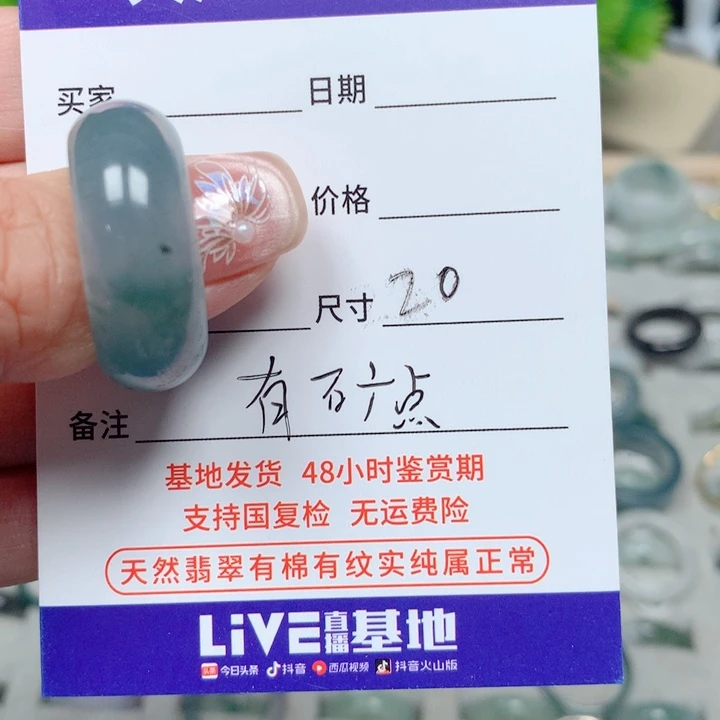 买家 日期
价格
尺寸 20
备注 有矿点
基地发货 48小时鉴赏期
支持国复检 无运费险
天然翡翠有棉有纹实纯属正常
LiVE直播基地
头条 今日头条 抖音 西瓜视频 抖音火山版